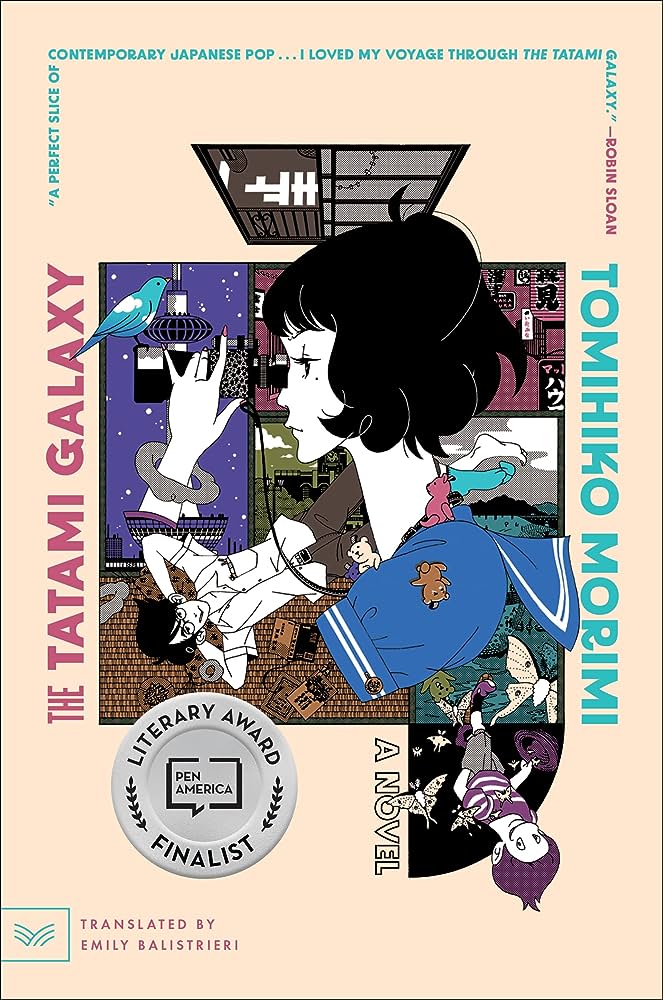 “A PERFECT SLICE OF CONTEMPORARY JAPANESE POP . . . I LOVED MY VOYAGE THROUGH THE TATAMI GALAXY.” —ROBIN SLOAN
THE TATAMI GALAXY
TOMIHIKO MORIMI
A NOVEL
LITERARY AWARD
PEN
AMERICA
FINALIST
TRANSLATED BY
EMILY BALISTRIERI